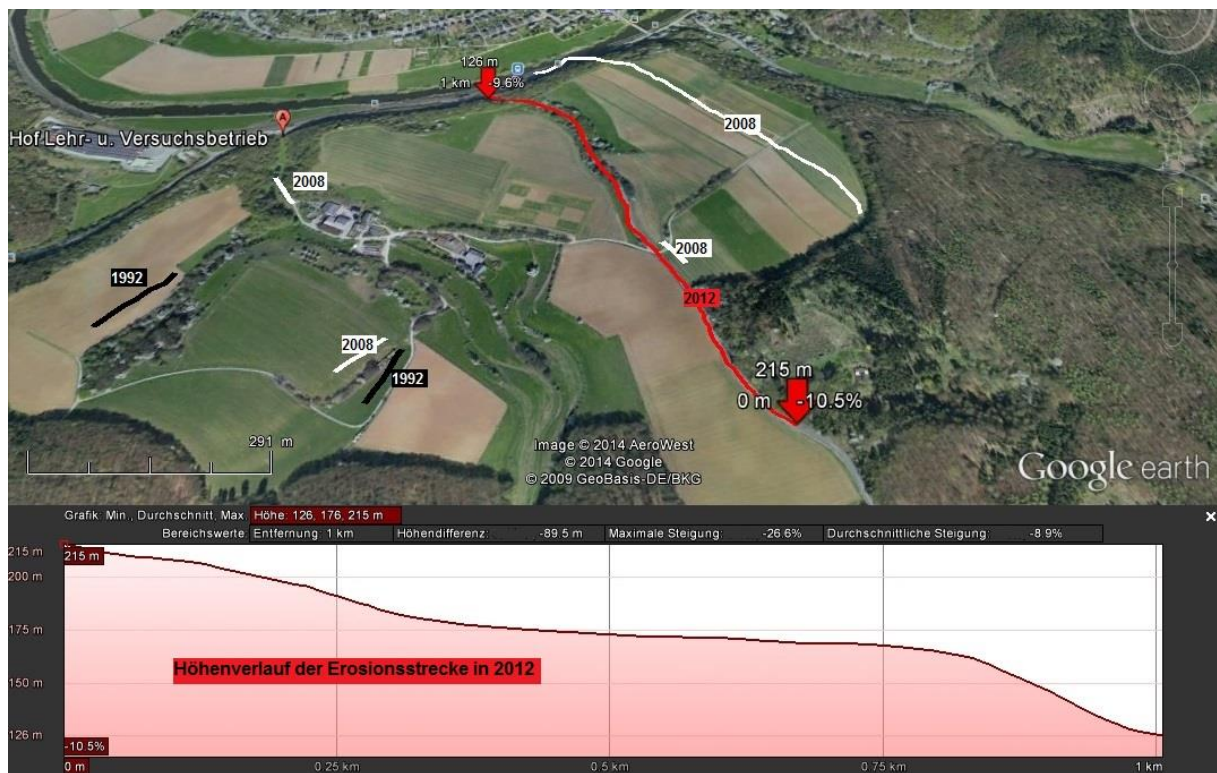 126 m
1 km -9.6%
A
Hof Lehr- u. Versuchsbetrieb
2008
2008
2008
1992
2012
2008
1992
215 m
0 m -10.5%
291 m
Image © 2014 AeroWest
© 2014 Google
© 2009 GeoBasis-DE/BKG
Google earth
Grafik: Min., Durchschnitt, Max. Höhe: 126, 176, 215 m
Bereichswerte: Entfernung: 1 km Höhendifferenz: -89.5 m Maximale Steigung: -26.6% Durchschnittliche Steigung: -8.9%
215 m
215 m
200 m
175 m
Höhenverlauf der Erosionsstrecke in 2012
150 m
126 m
-10.5%
0 m 0.25 km 0.5 km 0.75 km 1 km